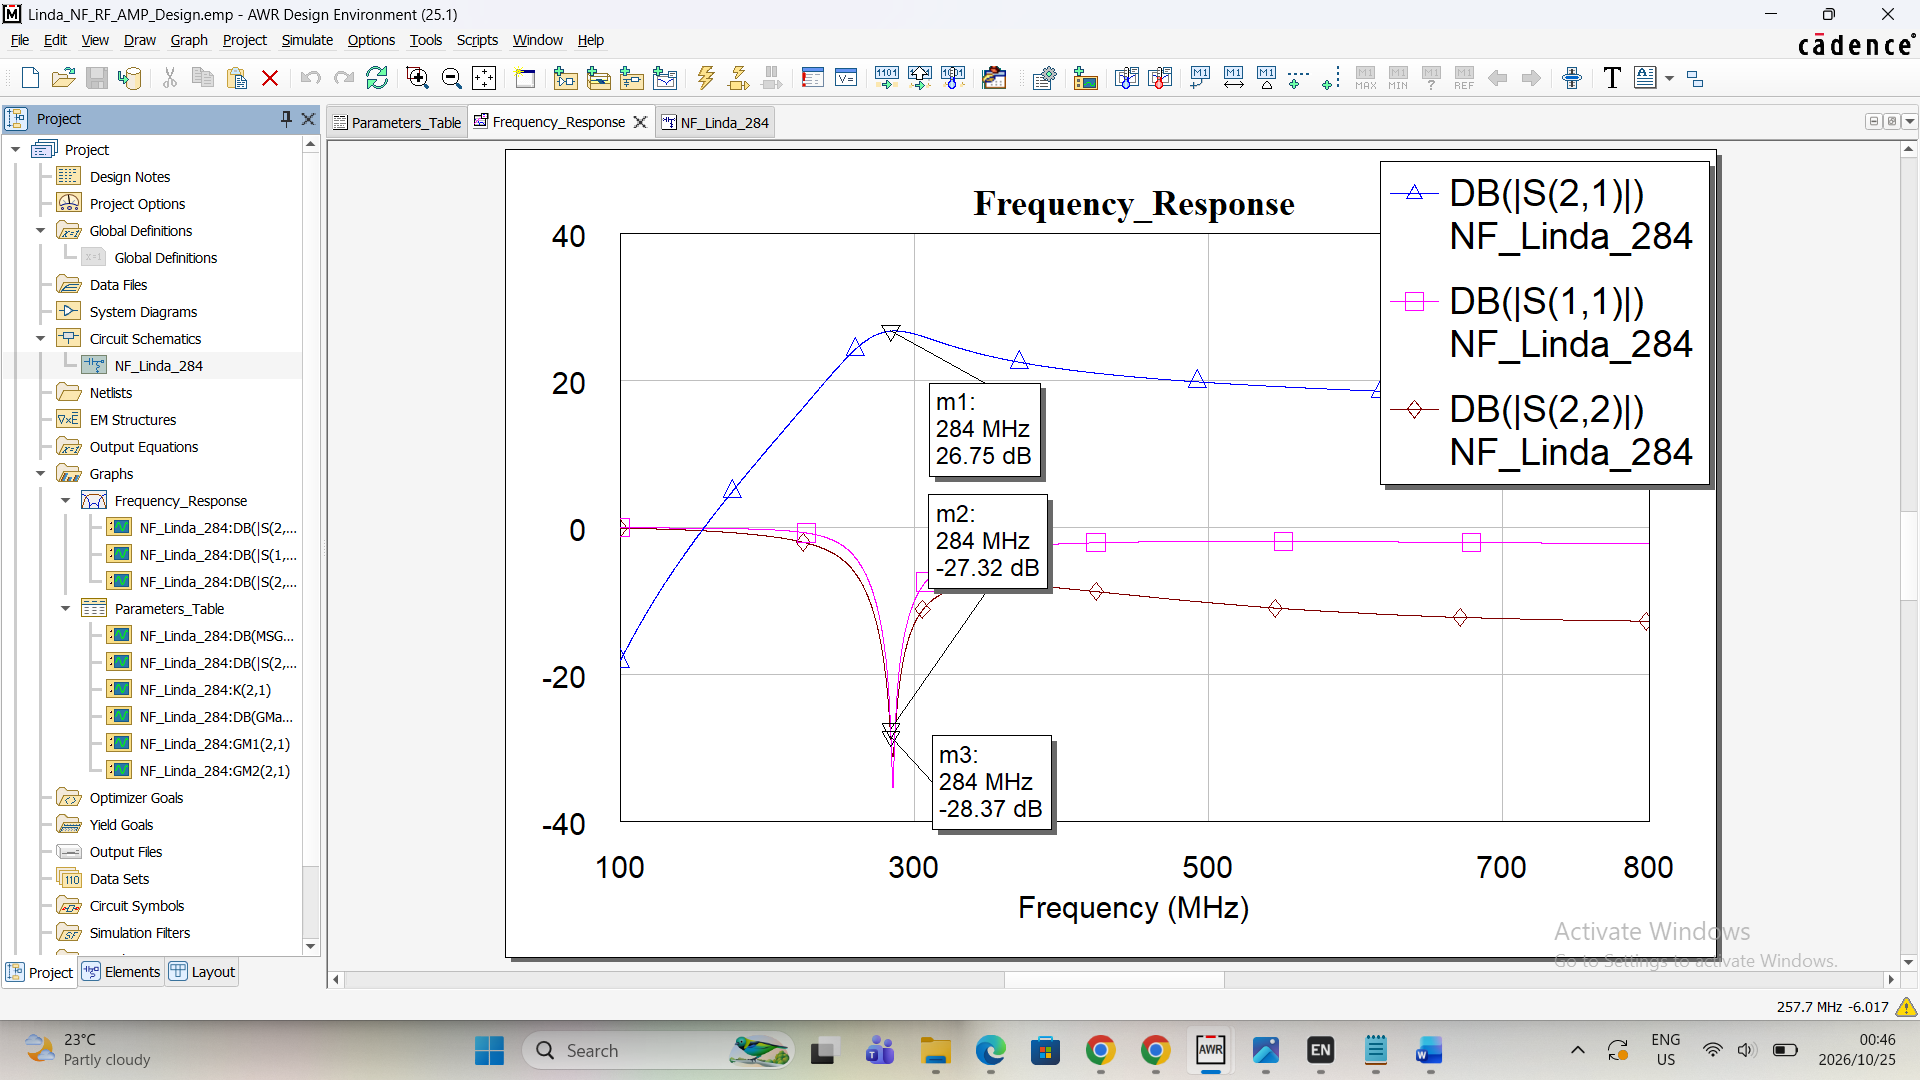 Linda_NF_RF_AMP_Design.emp - AWR Design Environment (25.1)
File Edit View Draw Graph Project Simulate Options Tools Scripts Window Help
cādence
Project
Parameters_Table
Frequency_Response
NF_Linda_284
Project
Design Notes
Project Options
Global Definitions
Global Definitions
Data Files
System Diagrams
Circuit Schematics
NF_Linda_284
Netlists
EM Structures
Output Equations
Graphs
Frequency_Response
NF_Linda_284:DB(|S(2,...
NF_Linda_284:DB(|S(1,...
NF_Linda_284:DB(|S(2,...
Parameters_Table
NF_Linda_284:DB(MSG...
NF_Linda_284:DB(|S(2,...
NF_Linda_284:K(2,1)
NF_Linda_284:DB(GMa...
NF_Linda_284:GM1(2,1)
NF_Linda_284:GM2(2,1)
Optimizer Goals
Yield Goals
Output Files
Data Sets
Circuit Symbols
Simulation Filters
Project
Elements
Layout
Frequency_Response
DB(|S(2,1)|)
NF_Linda_284
DB(|S(1,1)|)
NF_Linda_284
DB(|S(2,2)|)
NF_Linda_284
40
20
0
-20
-40
m1:
284 MHz
26.75 dB
m2:
284 MHz
-27.32 dB
m3:
284 MHz
-28.37 dB
100 300 500 700 800
Frequency (MHz)
Activate Windows
Go to Settings to activate Windows.
257.7 MHz -6.017
23°C
Partly cloudy
Search
AWR
EN
ENG
US
00:46
2026/10/25